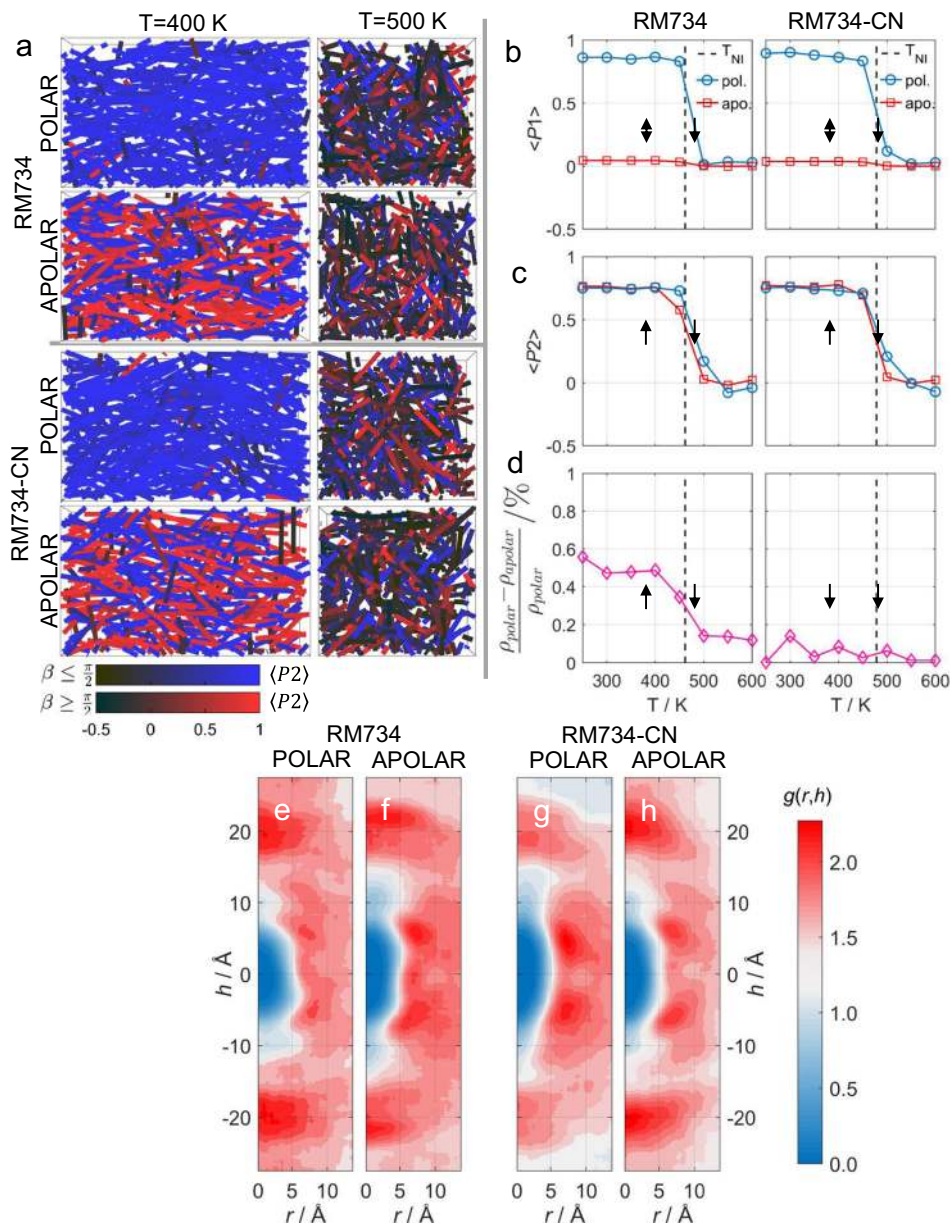 T=400 K T=500 K
a
RM734
POLAR
APOLAR
RM734-CN
POLAR
APOLAR
β ≤ π/2 ⟨P2⟩
β ≥ π/2 ⟨P2⟩
-0.5 0 1
RM734 RM734-CN
b
<P1>
1
0.5
0
-0.5
T_NI
pol.
apo.
T_NI
pol.
apo.
c
<P2>
1
0.5
0
-0.5
d
ρ_polar − ρ_apolar / ρ_polar / %
1
0.8
0.6
0.4
0.2
0
300 400 500 600 300 400 500 600
T / K T / K
RM734 RM734-CN
POLAR APOLAR POLAR APOLAR
e f g h
h / Å
20
10
0
-10
-20
h / Å
20
10
0
-10
-20
0 5 10 0 5 10 0 5 10 0 5 10
r / Å r / Å r / Å r / Å
g(r,h)
2.0
1.5
1.0
0.5
0.0